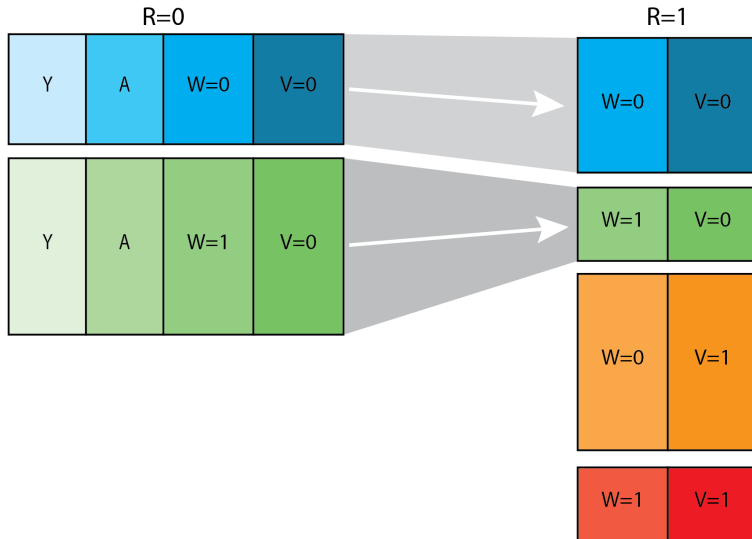 R=0
R=1
Y A W=0 V=0
W=0 V=0
Y A W=1 V=0
W=1 V=0
W=0 V=1
W=1 V=1